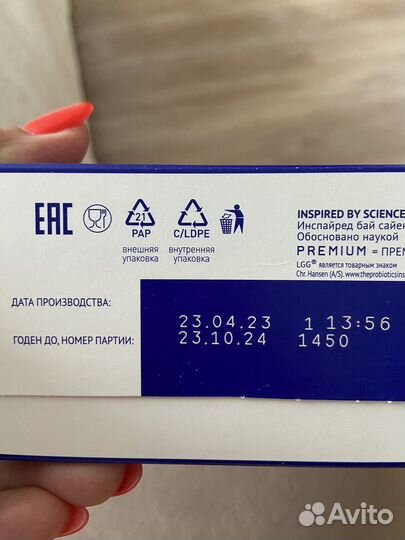 EAC
21
PAP
внешняя
упаковка
C/LDPE
внутренняя
упаковка
INSPIRED BY SCIENCE
Инспайред бай сайен
Обосновано наукой
PREMIUM = ПРЕМ
LGG® является товарным знаком
Chr. Hansen (A/S). www.theprobioticsins
ДАТА ПРОИЗВОДСТВА:
23.04.23 1 13:56
ГОДЕН ДО, НОМЕР ПАРТИИ:
23.10.24 1450
Avito